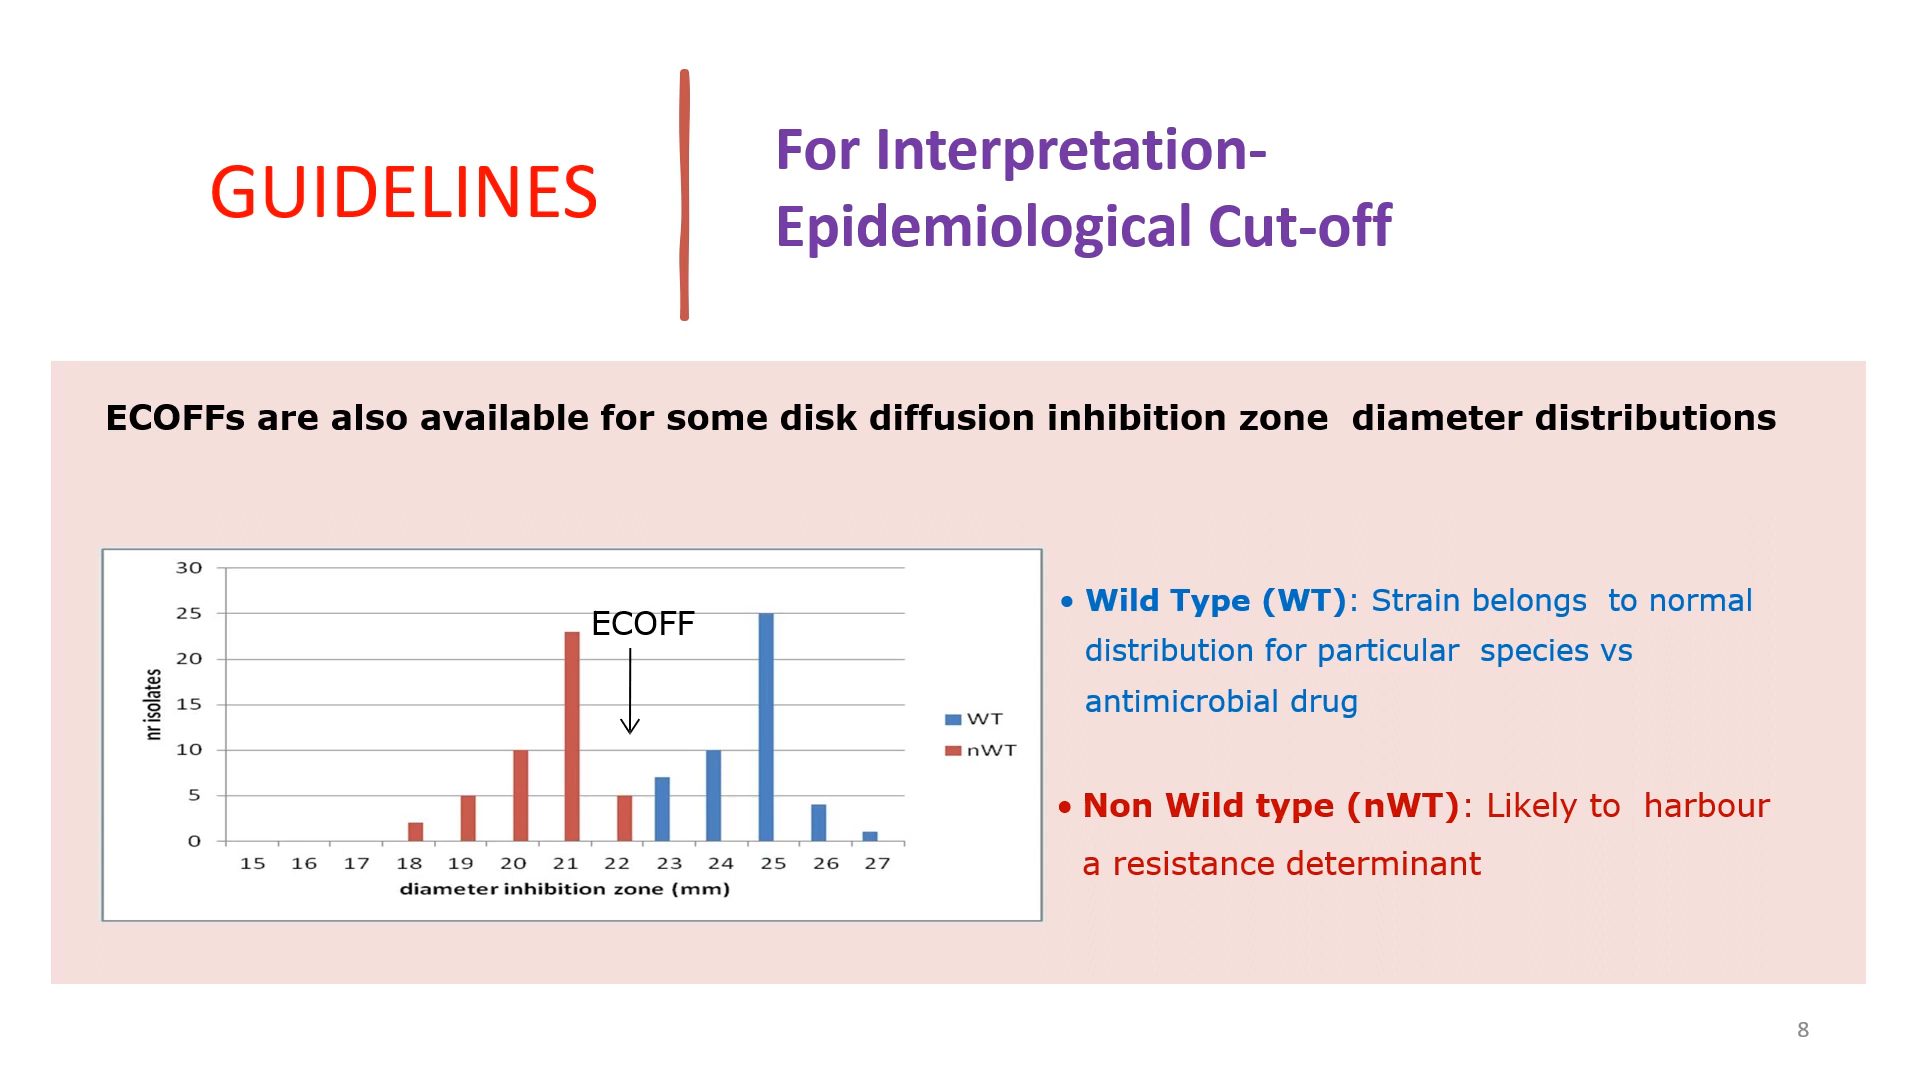 GUIDELINES
For Interpretation-
Epidemiological Cut-off
ECOFFs are also available for some disk diffusion inhibition zone diameter distributions
30
25
20
15
10
5
0
nr isolates
ECOFF
15 16 17 18 19 20 21 22 23 24 25 26 27
diameter inhibition zone (mm)
WT
nWT
• Wild Type (WT): Strain belongs to normal
distribution for particular species vs
antimicrobial drug
• Non Wild type (nWT): Likely to harbour
a resistance determinant
8